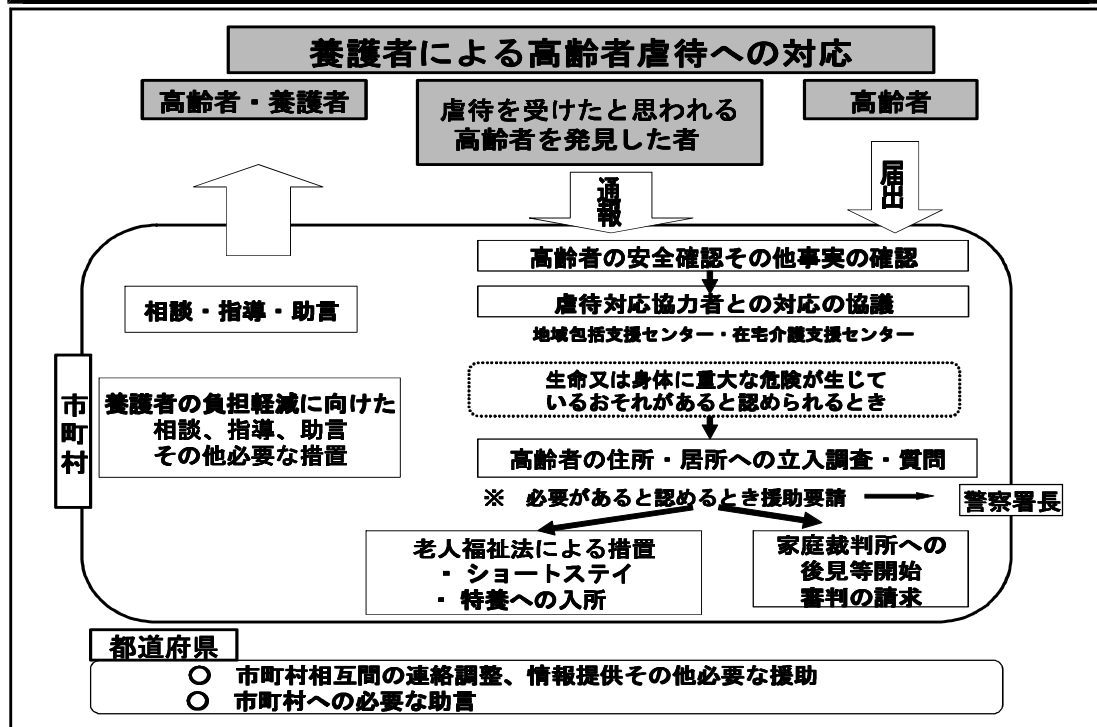 養護者による高齢者虐待への対応
高齢者・養護者
虐待を受けたと思われる
高齢者を発見した者
高齢者
通報
届出
高齢者の安全確認その他事実の確認
虐待対応協力者との対応の協議
地域包括支援センター・在宅介護支援センター
相談・指導・助言
生命又は身体に重大な危険が生じて
いるおそれがあると認められるとき
市町村
養護者の負担軽減に向けた
相談、指導、助言
その他必要な措置
高齢者の住所・居所への立入調査・質問
※ 必要があると認めるとき援助要請
警察署長
老人福祉法による措置
・ショートステイ
・特養への入所
家庭裁判所への
後見等開始
審判の請求
都道府県
○ 市町村相互間の連絡調整、情報提供その他必要な援助
○ 市町村への必要な助言